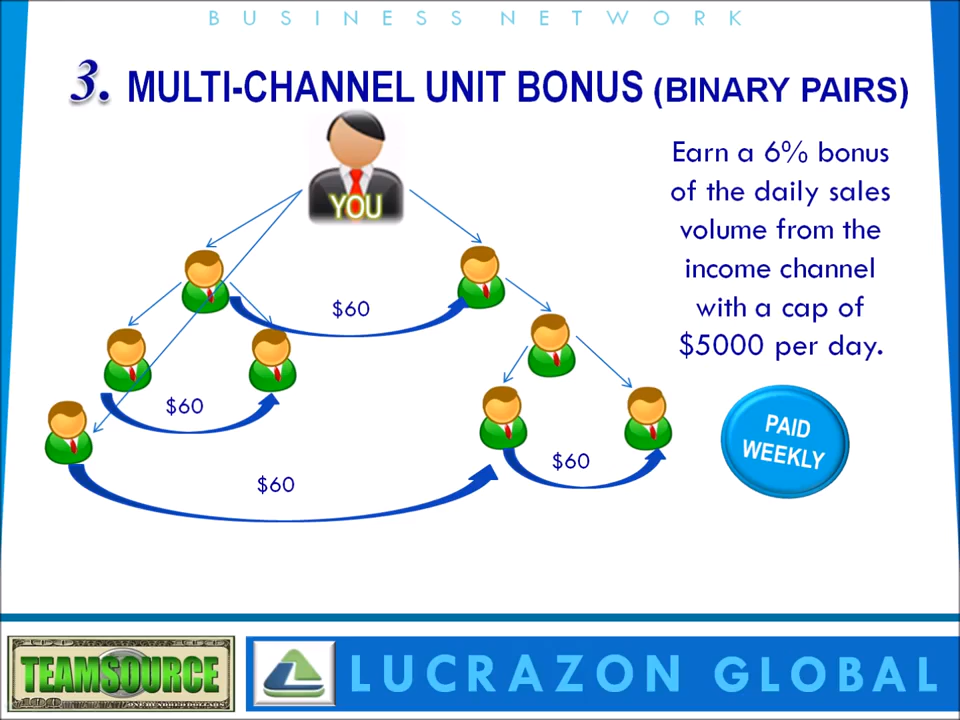 BUSINESS NETWORK
3. MULTI-CHANNEL UNIT BONUS (BINARY PAIRS)
YOU
Earn a 6% bonus
of the daily sales
volume from the
income channel
with a cap of
$5000 per day.
$60
$60
$60
$60
PAID
WEEKLY
TEAMSOURCE
LUCRAZON GLOBAL